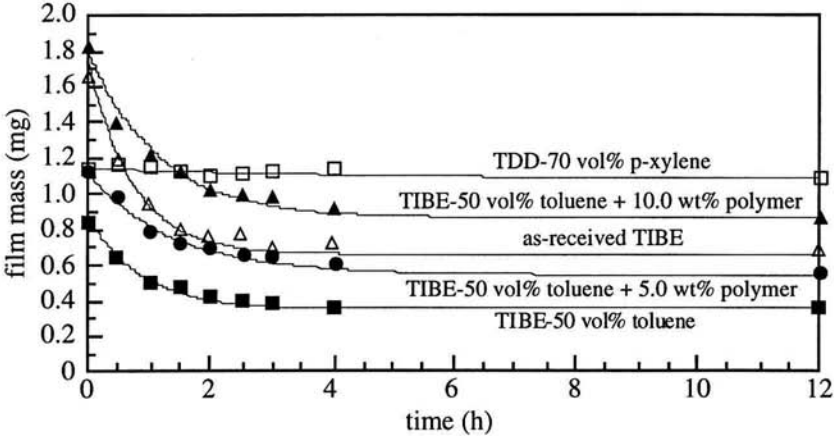 2.0
1.8
1.6
1.4
1.2
1.0
0.8
0.6
0.4
0.2
0
film mass (mg)
TDD-70 vol% p-xylene
TIBE-50 vol% toluene + 10.0 wt% polymer
as-received TIBE
TIBE-50 vol% toluene + 5.0 wt% polymer
TIBE-50 vol% toluene
0 2 4 6 8 10 12
time (h)